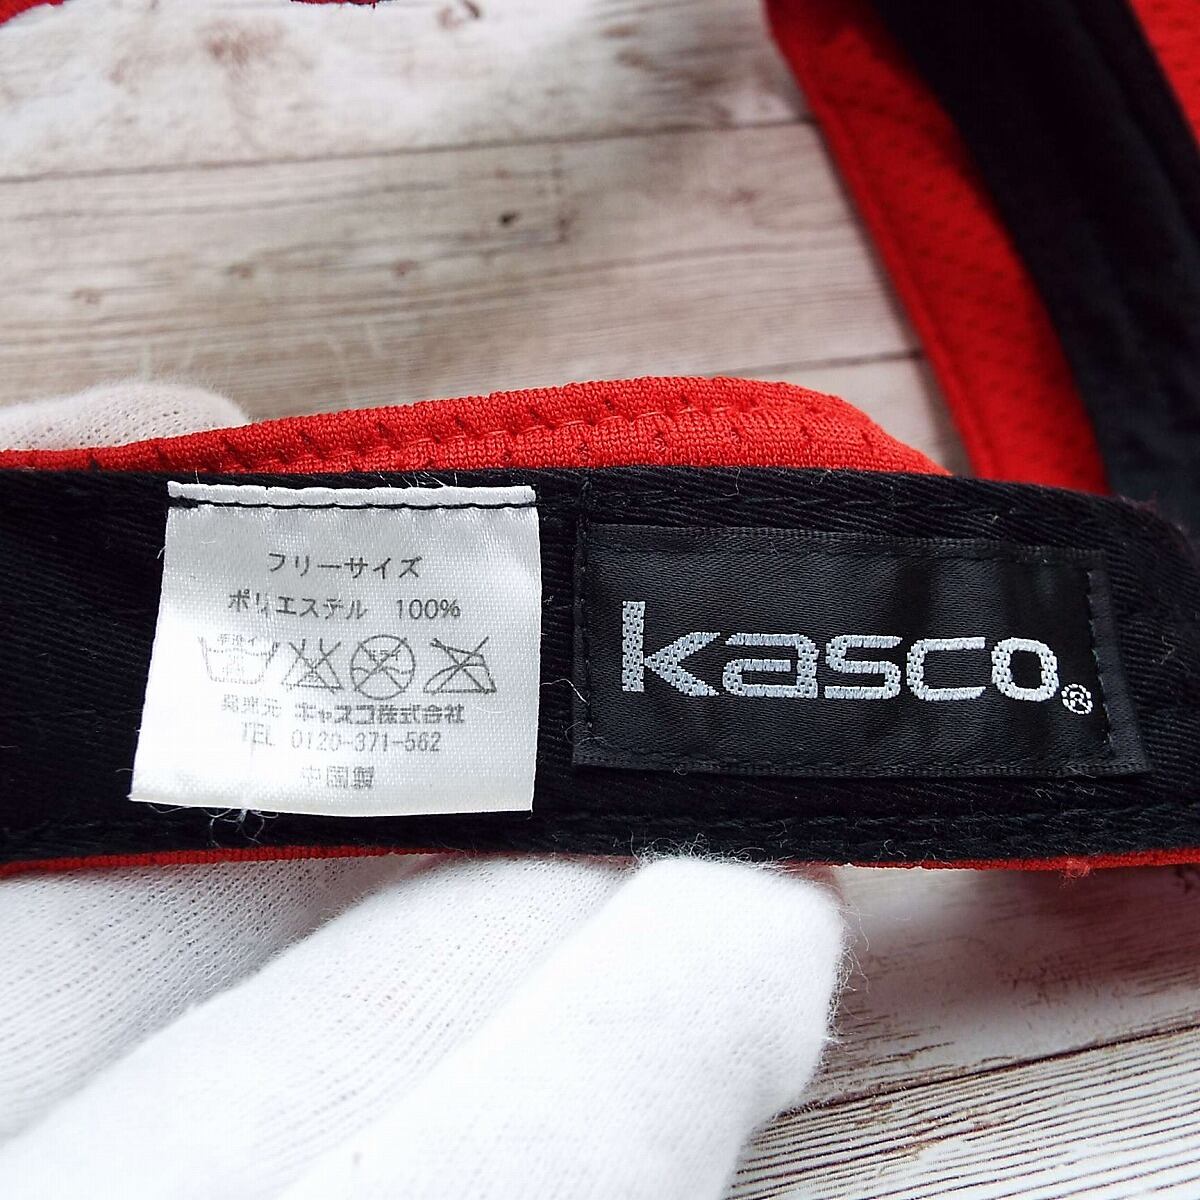 フリーサイズ
ポリエステル 100%
発売元 キャスコ株式会社
TEL 0120-371-562
中国製
kasco®